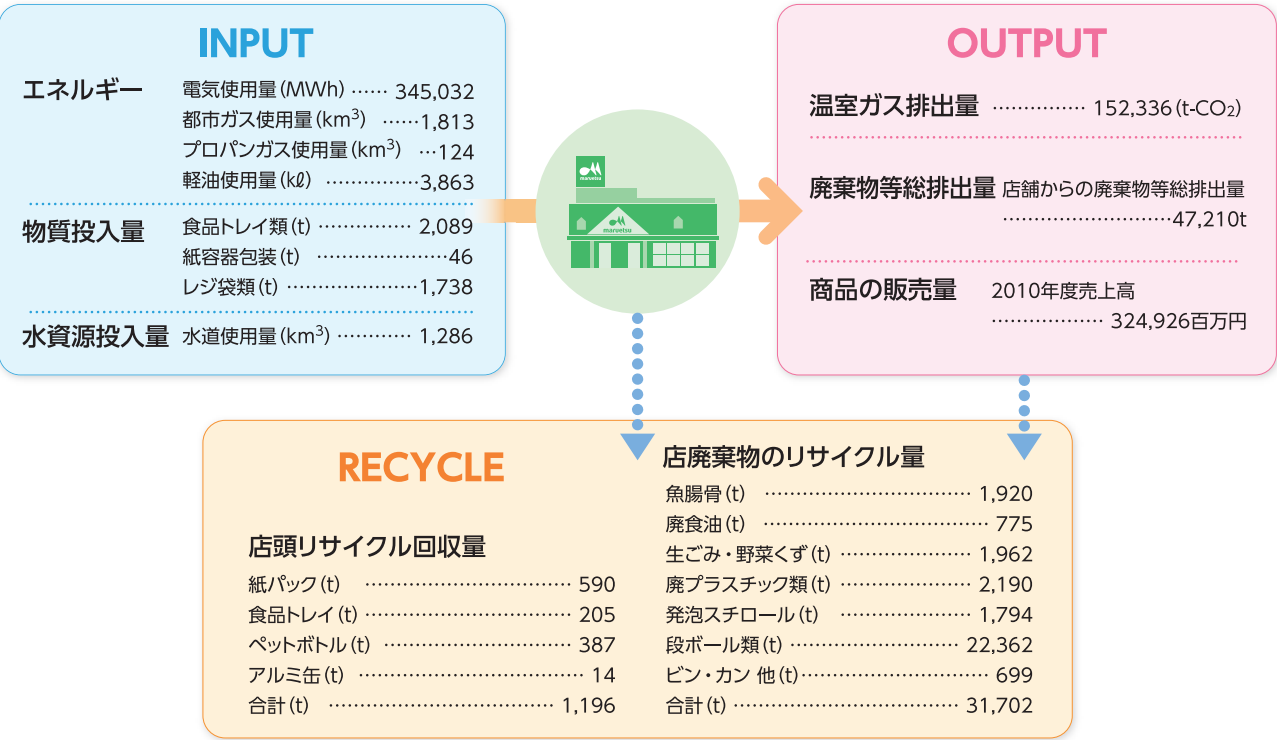 INPUT
エネルギー 電気使用量(MWh) …… 345,032
都市ガス使用量(km³) ……1,813
プロパンガス使用量(km³) …124
軽油使用量(kℓ) ……………3,863
物質投入量 食品トレイ類(t) …………… 2,089
紙容器包装(t) …………………46
レジ袋類(t) …………………1,738
水資源投入量 水道使用量(km³) ………… 1,286
maruetsu
maruetsu
OUTPUT
温室ガス排出量 …………… 152,336(t-CO₂)
廃棄物等総排出量 店舗からの廃棄物等総排出量
……………………47,210t
商品の販売量 2010年度売上高
……………… 324,926百万円
RECYCLE
店頭リサイクル回収量
紙パック(t) ………………………… 590
食品トレイ(t) ………………………… 205
ペットボトル(t) ……………………… 387
アルミ缶(t) ………………………… 14
合計(t) ………………………… 1,196
店廃棄物のリサイクル量
魚腸骨(t) ………………………… 1,920
廃食油(t) ………………………… 775
生ごみ・野菜くず(t) ……………… 1,962
廃プラスチック類(t) ……………… 2,190
発泡スチロール(t) ……………… 1,794
段ボール類(t) …………………… 22,362
ビン・カン 他(t)…………………… 699
合計(t) ………………………… 31,702